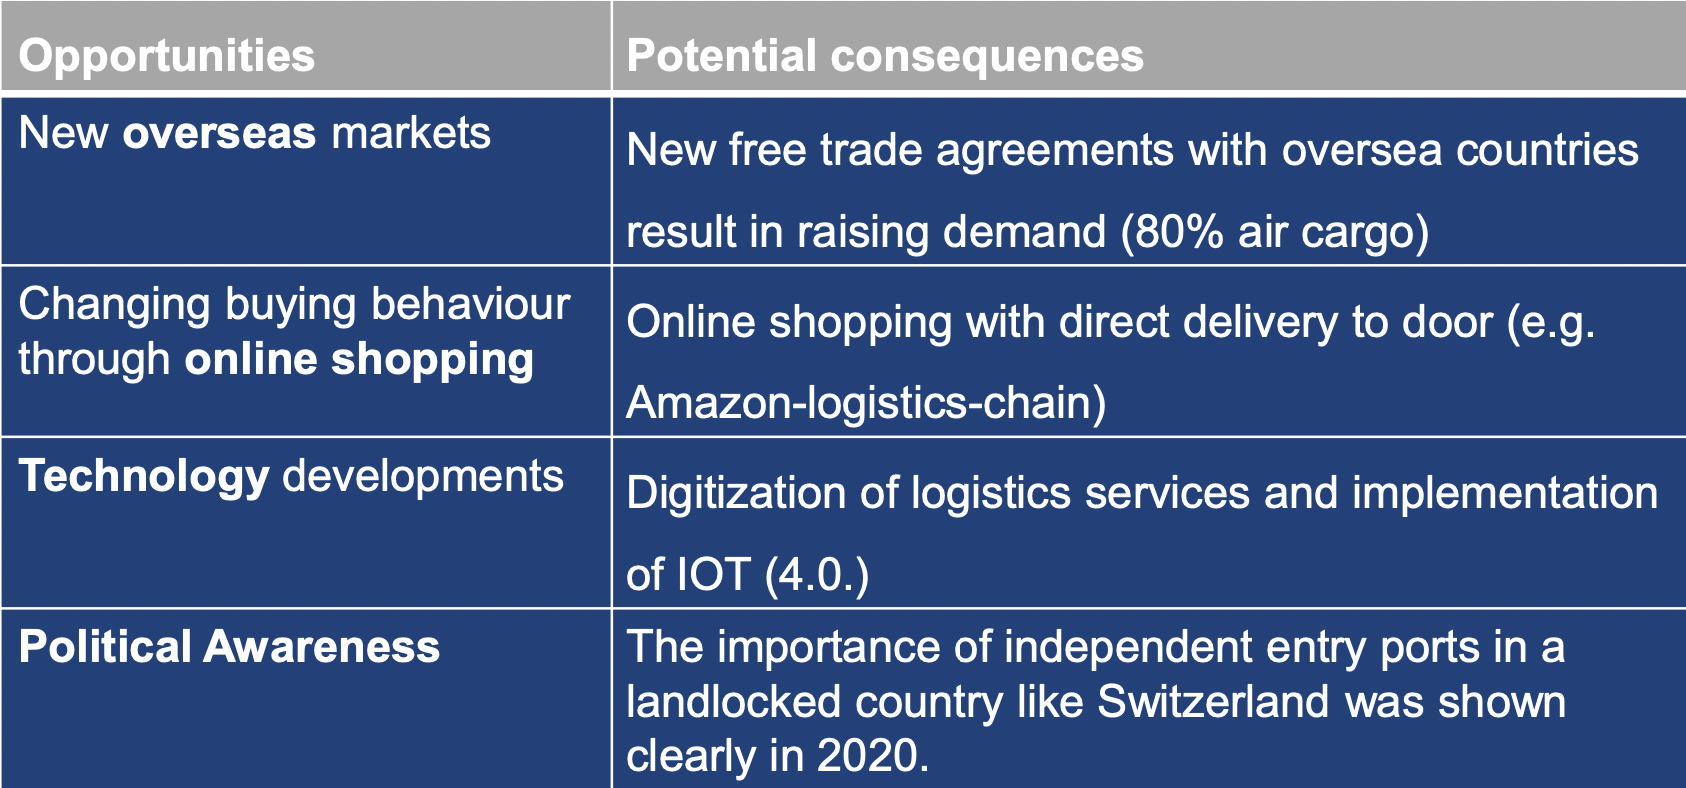 Opportunities
Potential consequences
New overseas markets
New free trade agreements with oversea countries
result in raising demand (80% air cargo)
Changing buying behaviour
through online shopping
Online shopping with direct delivery to door (e.g.
Amazon-logistics-chain)
Technology developments
Digitization of logistics services and implementation
of IOT (4.0.)
Political Awareness
The importance of independent entry ports in a
landlocked country like Switzerland was shown
clearly in 2020.